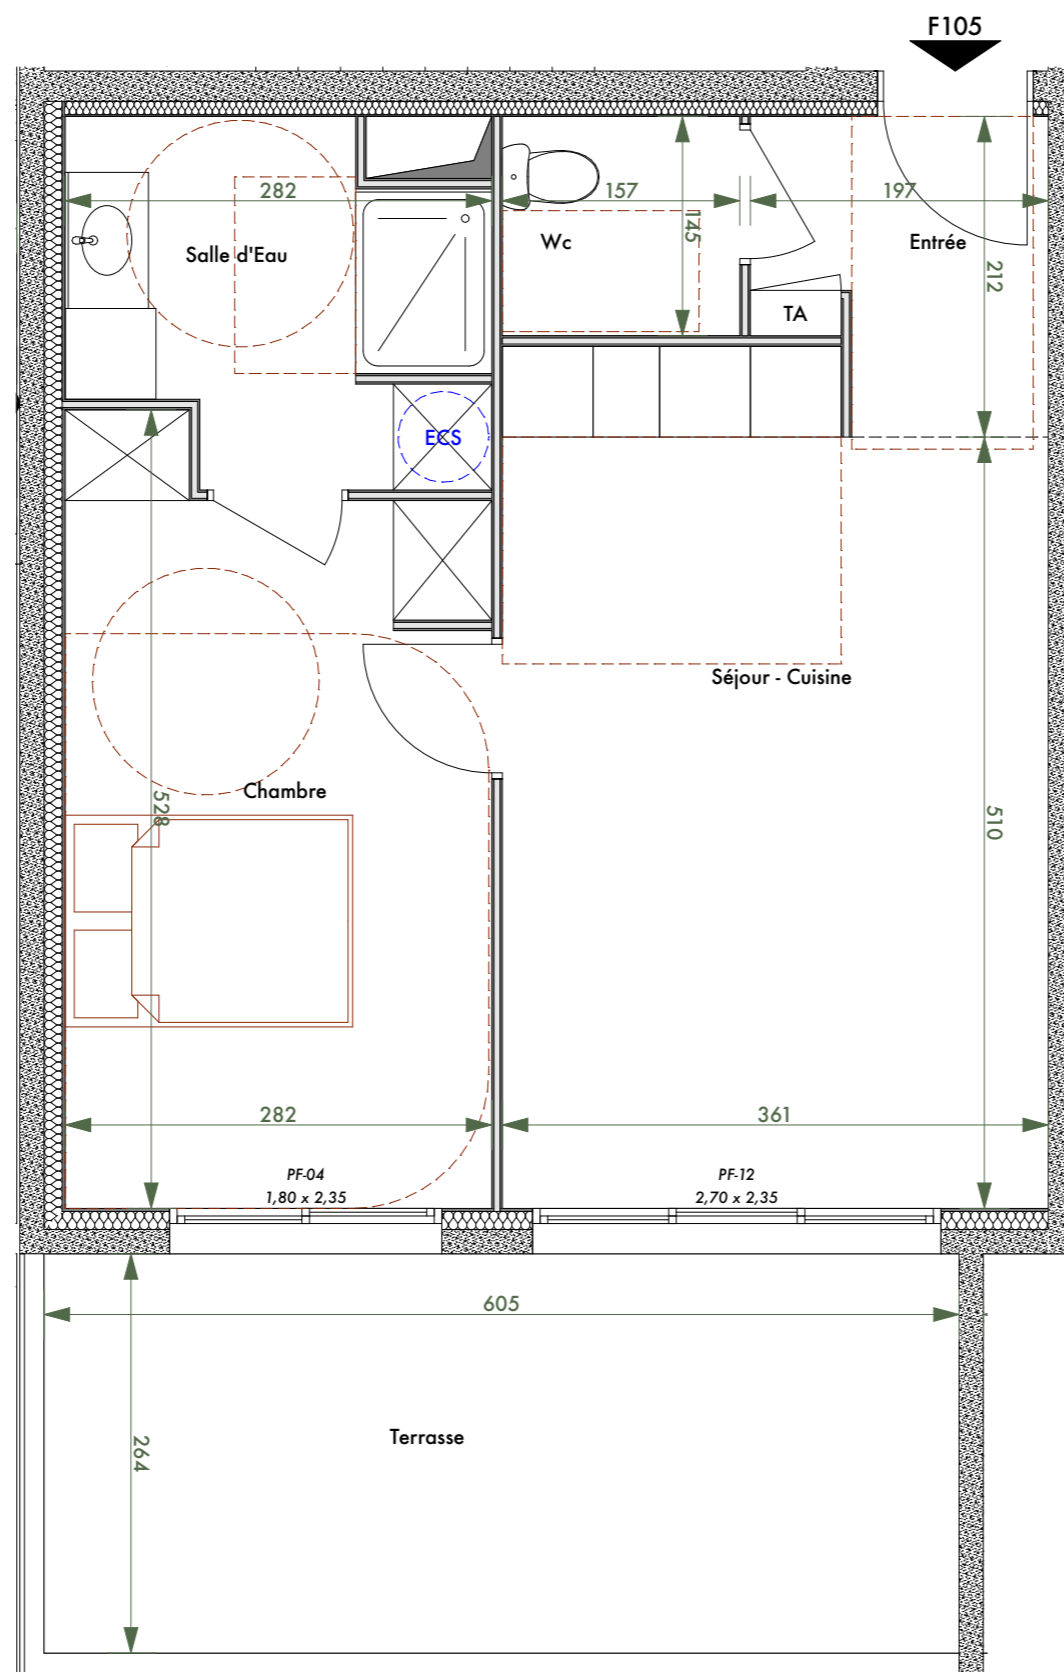 F105
282
157
197
145
Salle d'Eau
Wc
Entrée
212
TA
ECS
Séjour - Cuisine
Chambre
528
510
282
361
PF-04
1,80 x 2,35
PF-12
2,70 x 2,35
605
Terrasse
264